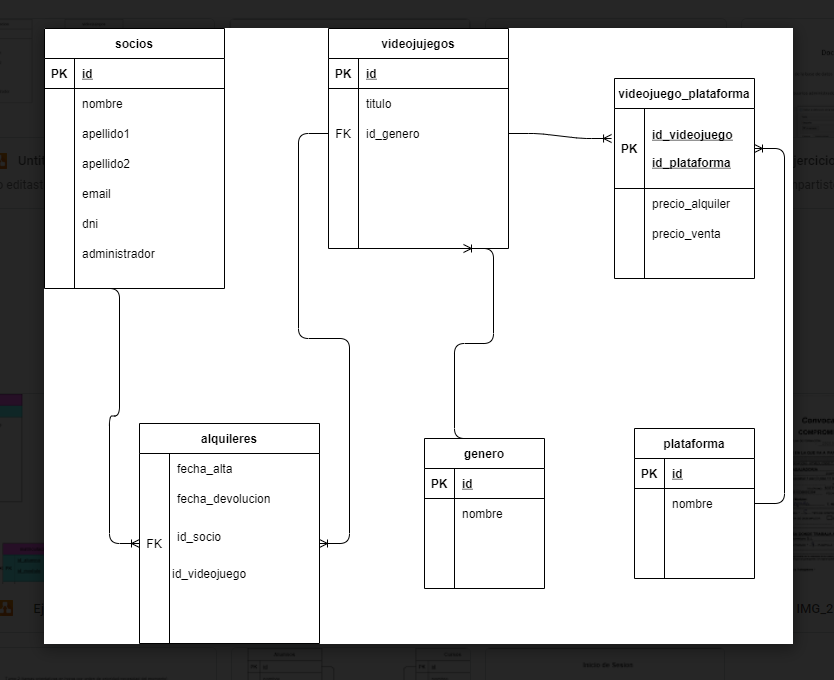 socios
PK id
nombre
apellido1
apellido2
email
dni
administrador
videojujegos
PK id
titulo
FK id_genero
videojuego_plataforma
PK
id_videojuego
id_plataforma
precio_alquiler
precio_venta
alquileres
fecha_alta
fecha_devolucion
FK
id_socio
id_videojuego
genero
PK id
nombre
plataforma
PK id
nombre
IMG_2